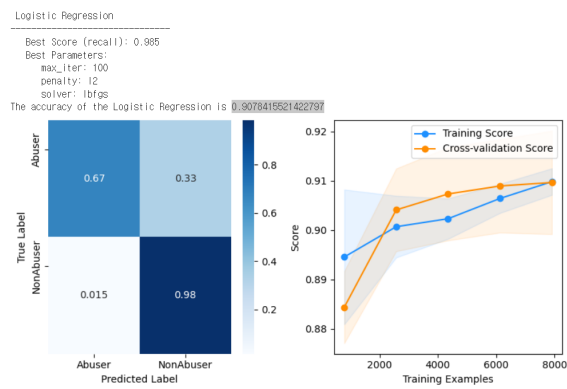 Logistic Regression
------------------------------
Best Score (recall): 0.985
Best Parameters:
max_iter: 100
penalty: l2
solver: lbfgs
The accuracy of the Logistic Regression is 0.9078415521422797
Abuser
NonAbuser
True Label
0.67
0.33
0.015
0.98
Abuser
NonAbuser
Predicted Label
0.8
0.6
0.4
0.2
Training Score
Cross-validation Score
0.92
0.91
0.90
0.89
0.88
Score
2000
4000
6000
8000
Training Examples